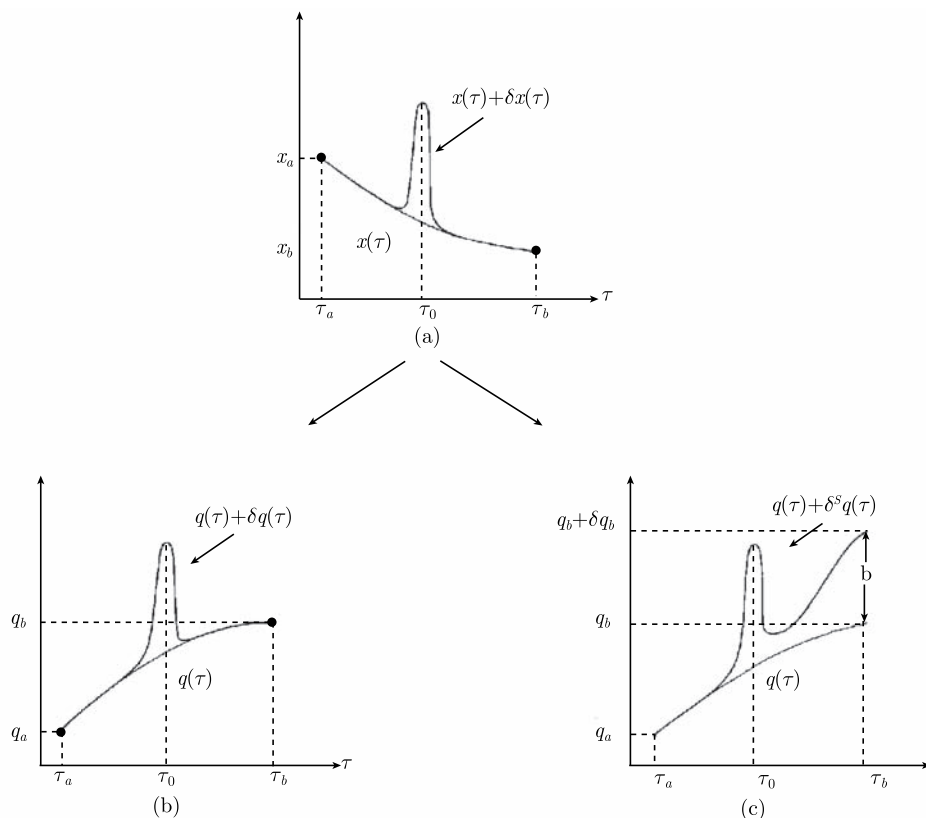 x(τ)+δx(τ)
x_a
x(τ)
x_b
τ
τ_a τ_0 τ_b
(a)
q(τ)+δq(τ)
q_b
q(τ)
q_a
τ_a τ_0 τ_b τ
(b)
q(τ)+δ^S q(τ)
q_b+δq_b
b
q_b
q(τ)
q_a
τ_a τ_0 τ_b
(c)